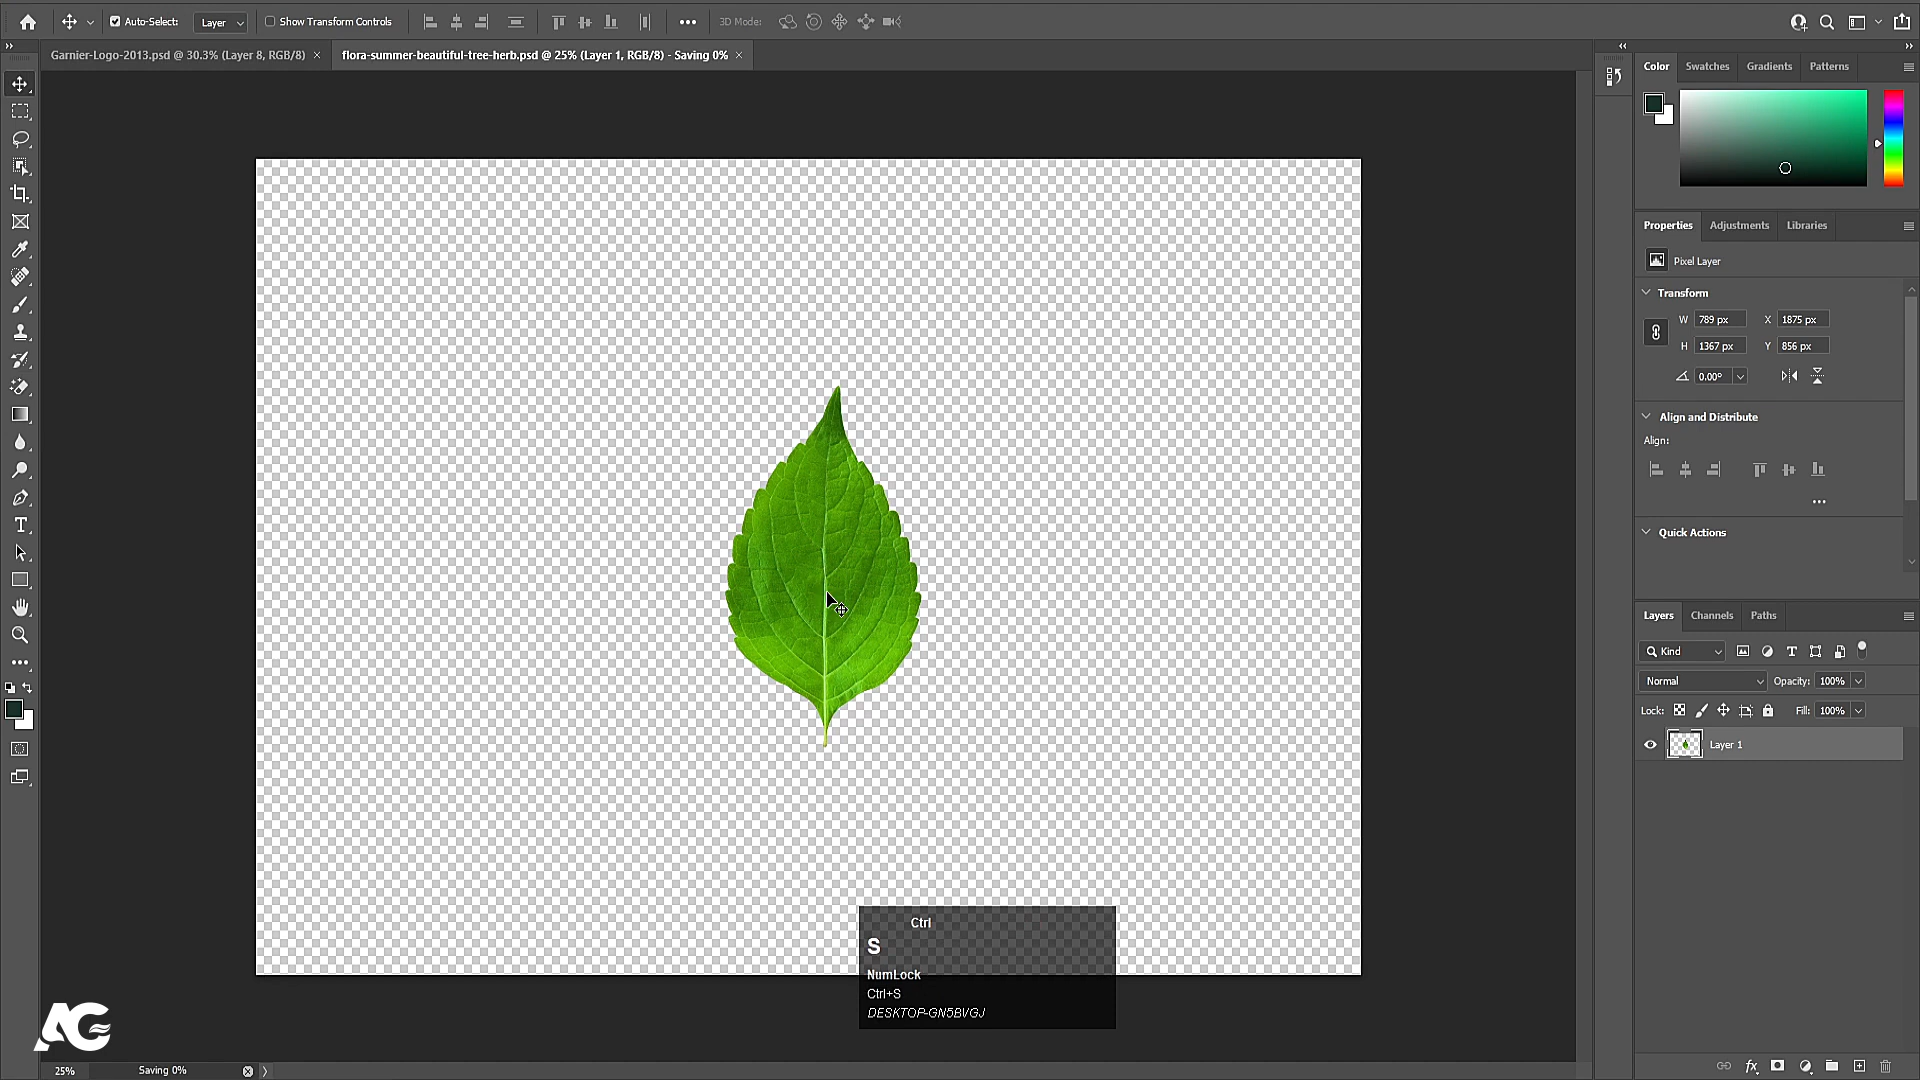 Auto-Select: Layer Show Transform Controls 3D Mode:
Garnier-Logo-2013.psd @ 30.3% (Layer 8, RGB/8) × flora-summer-beautiful-tree-herb.psd @ 25% (Layer 1, RGB/8) - Saving 0% ×
Color Swatches Gradients Patterns
Properties Adjustments Libraries
Pixel Layer
Transform
W 789 px X 1875 px
H 1367 px Y 856 px
0.00°
Align and Distribute
Align:
Quick Actions
Layers Channels Paths
Kind
Normal Opacity: 100%
Lock: Fill: 100%
Layer 1
Ctrl
S
NumLock
Ctrl+S
DESKTOP-GN5BVGJ
AG
25% Saving 0%